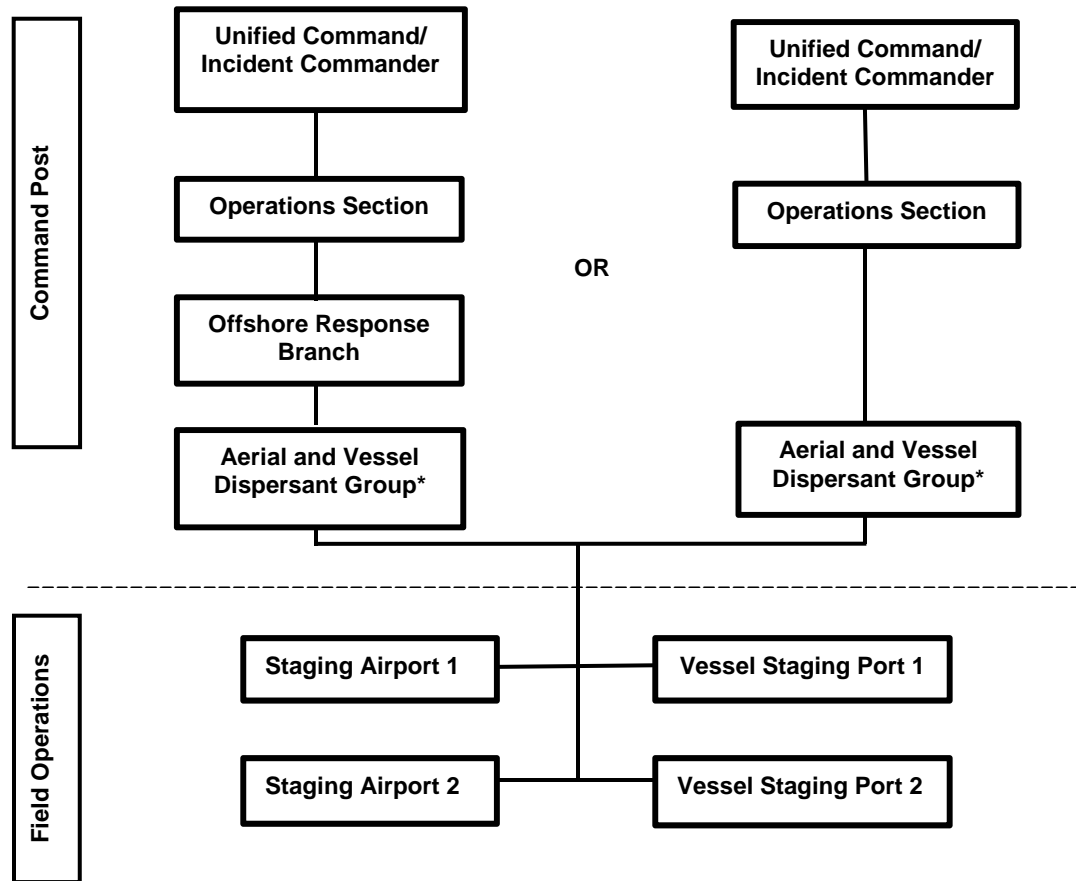 Command Post
Unified Command/
Incident Commander
Operations Section
Offshore Response
Branch
Aerial and Vessel
Dispersant Group*
OR
Unified Command/
Incident Commander
Operations Section
Aerial and Vessel
Dispersant Group*
Field Operations
Staging Airport 1
Vessel Staging Port 1
Staging Airport 2
Vessel Staging Port 2